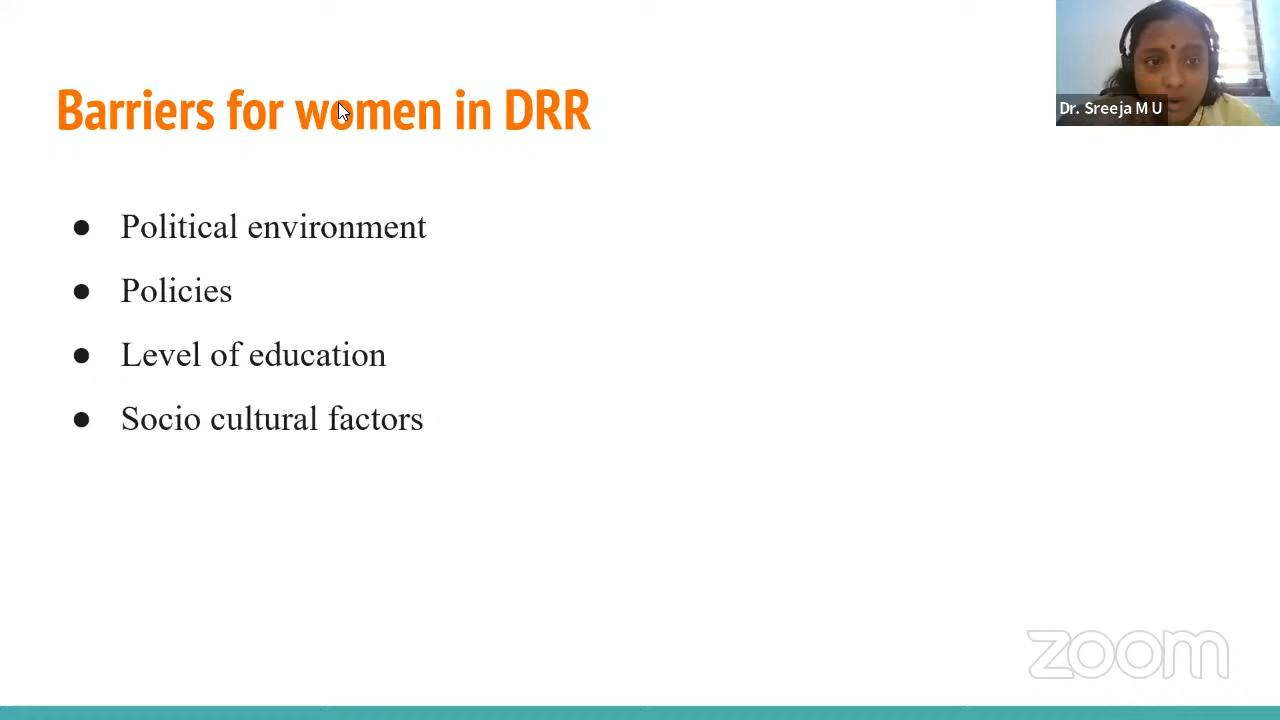 Barriers for women in DRR
Dr. Sreeja M U
● Political environment
● Policies
● Level of education
● Socio cultural factors
zoom